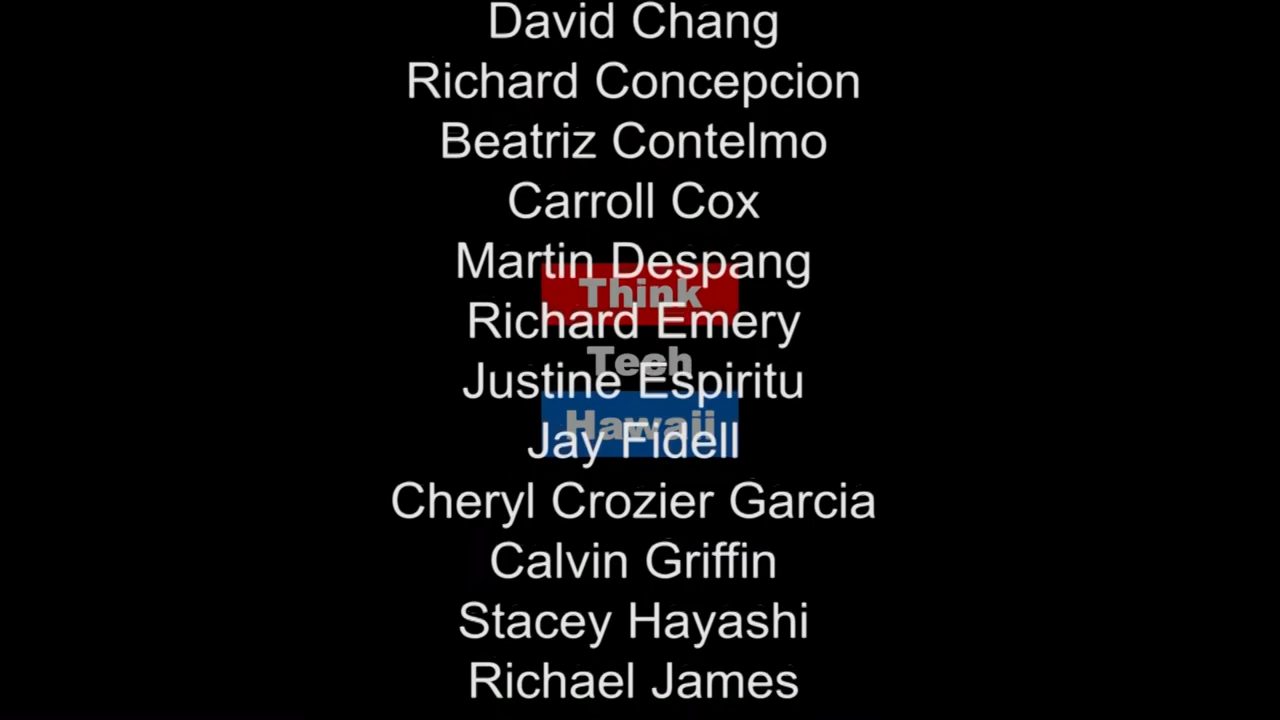 David Chang
Richard Concepcion
Beatriz Contelmo
Carroll Cox
Martin Despang
Think
Richard Emery
Tech
Justine Espiritu
Hawaii
Jay Fidell
Cheryl Crozier Garcia
Calvin Griffin
Stacey Hayashi
Richael James